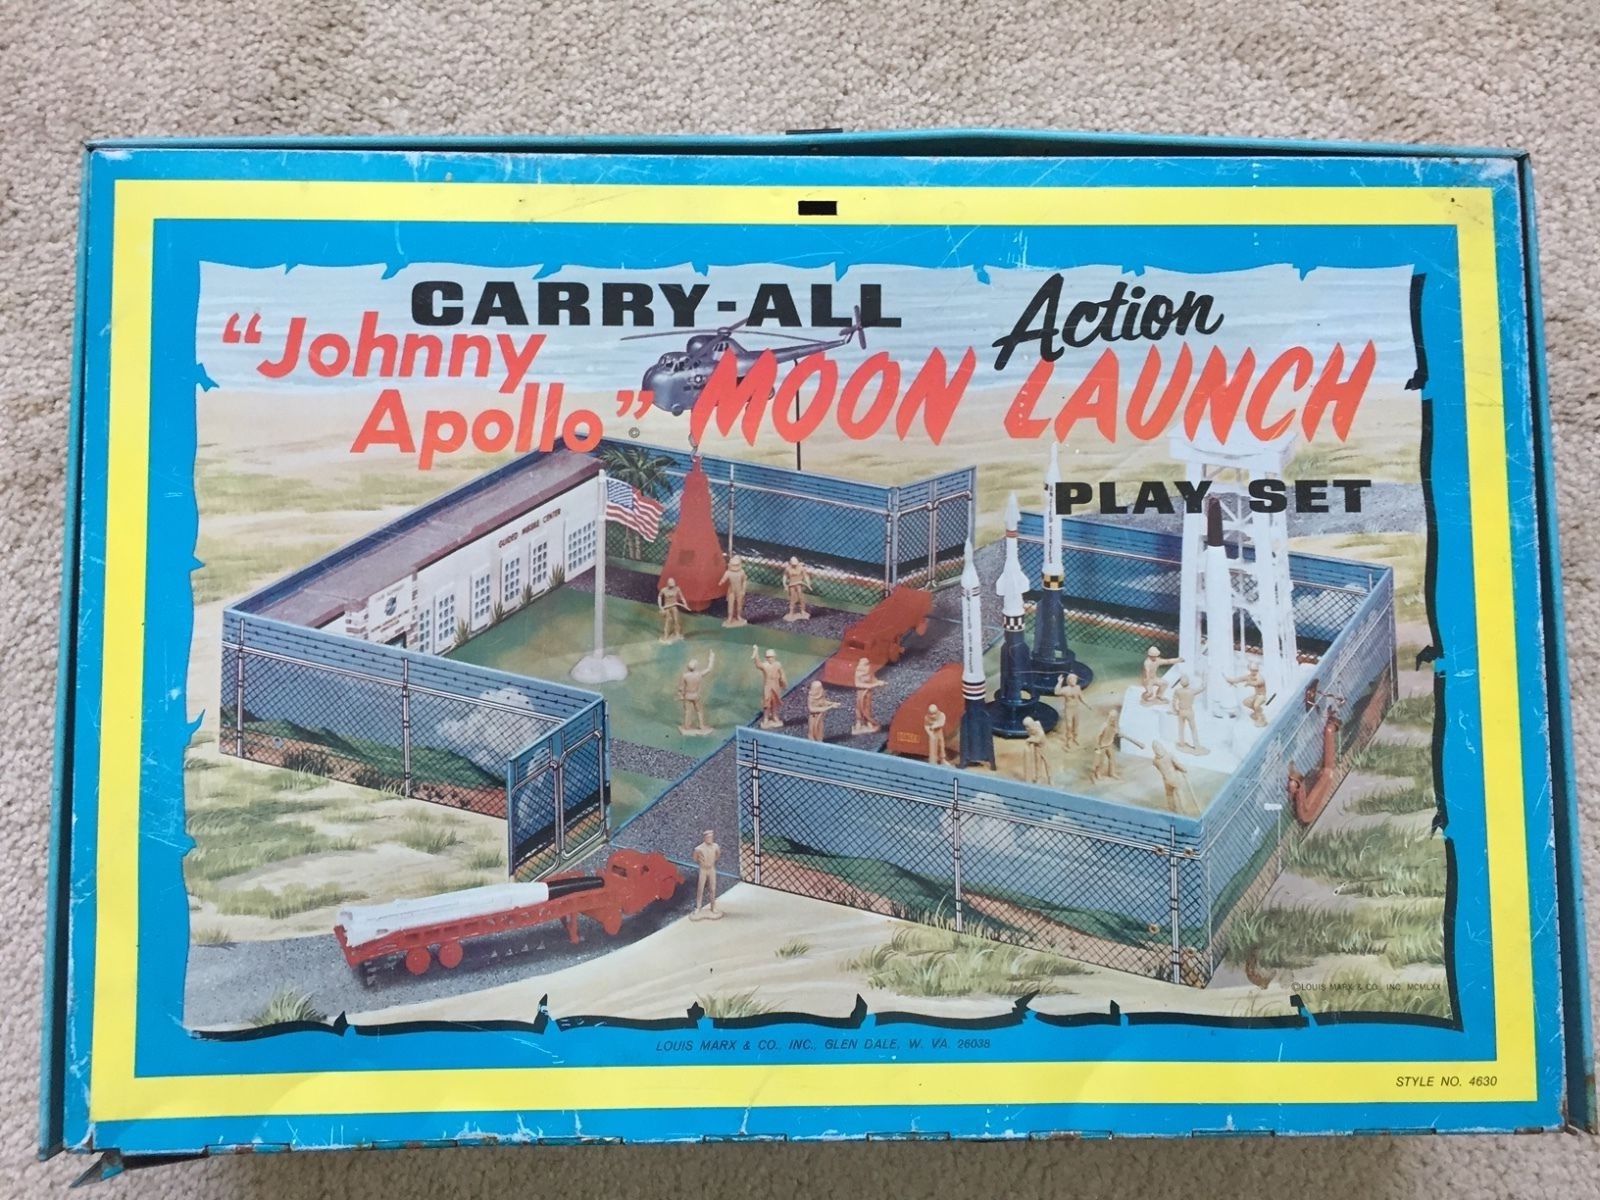 CARRY-ALL Action
"Johnny Apollo" MOON LAUNCH
PLAY SET
GUIDED MISSILE CENTER
©LOUIS MARX & CO., INC. MCMLXX
LOUIS MARX & CO., INC., GLEN DALE, W. VA. 26038
STYLE NO. 4630